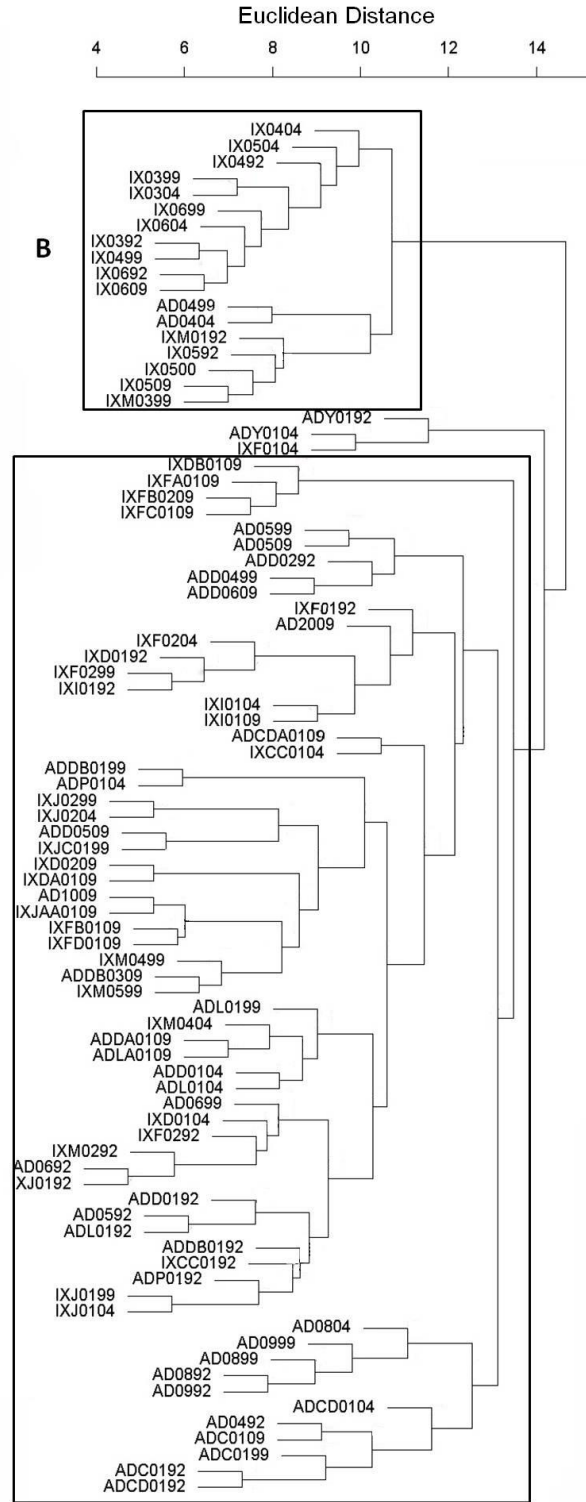 Euclidean Distance
4 6 8 10 12 14
IX0404
IX0504
IX0492
IX0399
IX0304
IX0699
IX0604
B
IX0392
IX0499
IX0692
IX0609
AD0499
AD0404
IXM0192
IX0592
IX0500
IX0509
IXM0399
ADY0192
ADY0104
IXF0104
IXDB0109
IXFA0109
IXFB0209
IXFC0109
AD0599
AD0509
ADD0292
ADD0499
ADD0609
IXF0192
AD2009
IXF0204
IXD0192
IXF0299
IXI0192
IXI0104
IXI0109
ADCDA0109
IXCC0104
ADDB0199
ADP0104
IXJ0299
IXJ0204
ADD0509
IXJC0199
IXD0209
IXDA0109
AD1009
IXJAA0109
IXFB0109
IXFD0109
IXM0499
ADDB0309
IXM0599
ADL0199
IXM0404
ADDA0109
ADLA0109
ADD0104
ADL0104
AD0699
IXD0104
IXF0292
IXM0292
AD0692
XJ0192
ADD0192
AD0592
ADL0192
ADDB0192
IXCC0192
ADP0192
IXJ0199
IXJ0104
AD0804
AD0999
AD0899
AD0892
AD0992
ADCD0104
AD0492
ADC0109
ADC0199
ADC0192
ADCD0192